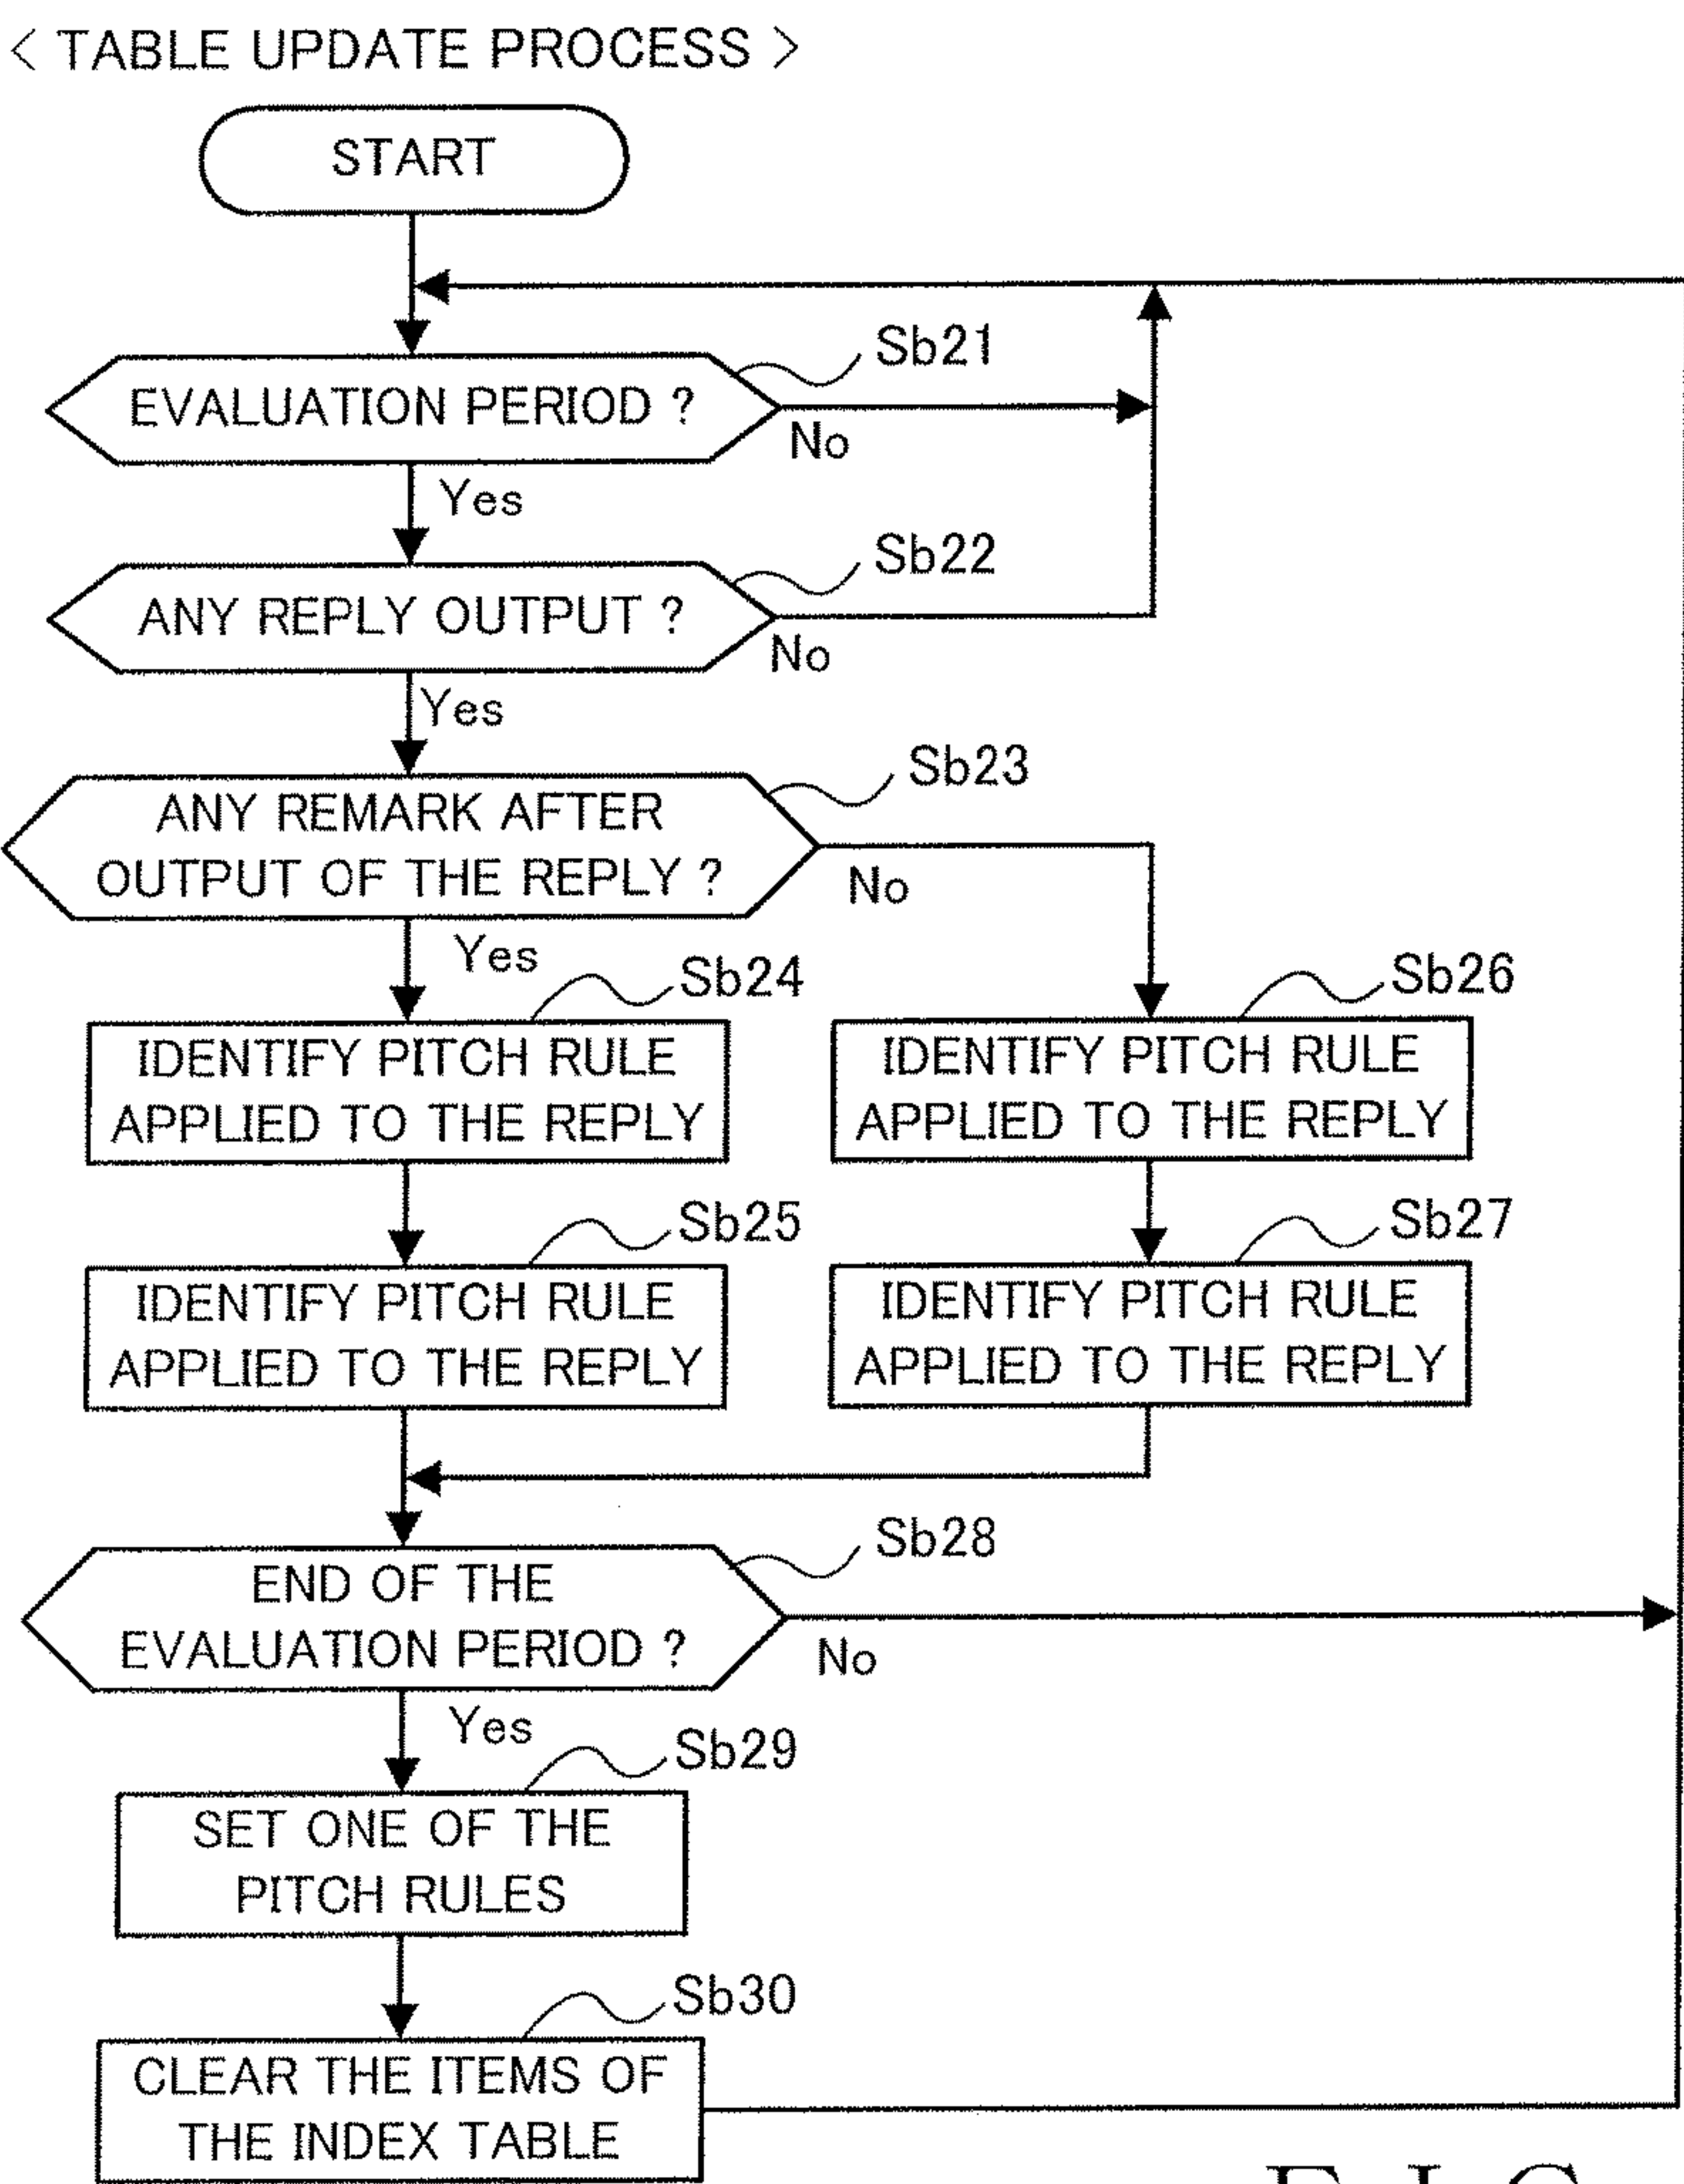 < TABLE UPDATE PROCESS >
START
Sb21
EVALUATION PERIOD ?
No
Yes
Sb22
ANY REPLY OUTPUT ?
No
Yes
Sb23
ANY REMARK AFTER
OUTPUT OF THE REPLY ?
No
Yes
Sb24
IDENTIFY PITCH RULE
APPLIED TO THE REPLY
Sb26
IDENTIFY PITCH RULE
APPLIED TO THE REPLY
Sb25
IDENTIFY PITCH RULE
APPLIED TO THE REPLY
Sb27
IDENTIFY PITCH RULE
APPLIED TO THE REPLY
Sb28
END OF THE
EVALUATION PERIOD ?
No
Yes
Sb29
SET ONE OF THE
PITCH RULES
Sb30
CLEAR THE ITEMS OF
THE INDEX TABLE